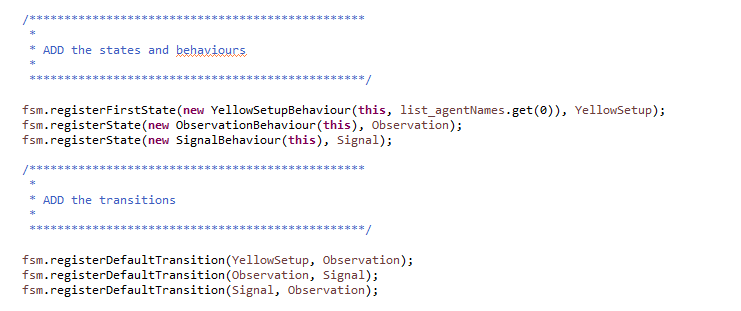 /************************************************
*
* ADD the states and behaviours
*
************************************************/
fsm.registerFirstState(new YellowSetupBehaviour(this, list_agentNames.get(0)), YellowSetup);
fsm.registerState(new ObservationBehaviour(this), Observation);
fsm.registerState(new SignalBehaviour(this), Signal);
/************************************************
*
* ADD the transitions
*
************************************************/
fsm.registerDefaultTransition(YellowSetup, Observation);
fsm.registerDefaultTransition(Observation, Signal);
fsm.registerDefaultTransition(Signal, Observation);